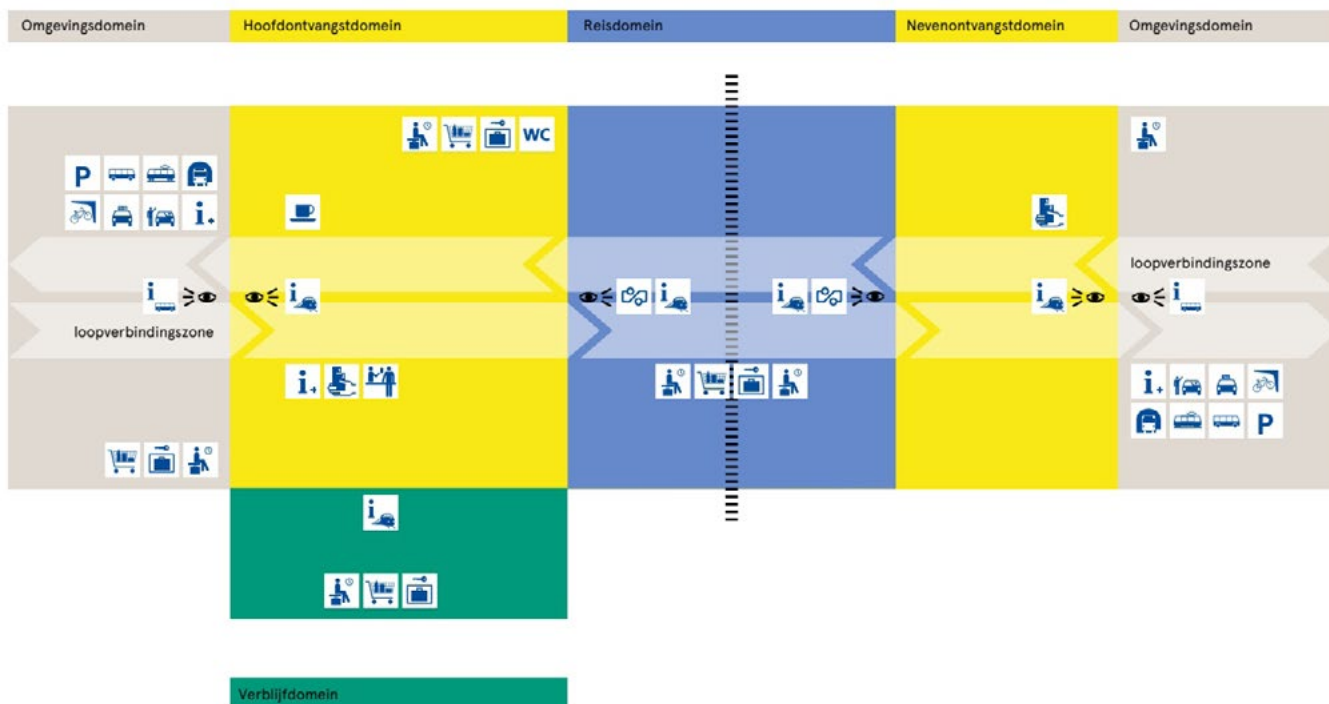 Omgevingsdomein
Hoofdontvangstdomein
Reisdomein
Nevenontvangstdomein
Omgevingsdomein
WC
P
i+
loopverbindingszone
i
i
i
i
i
i
loopverbindingszone
i+
i+
P
i
Verblijfdomein